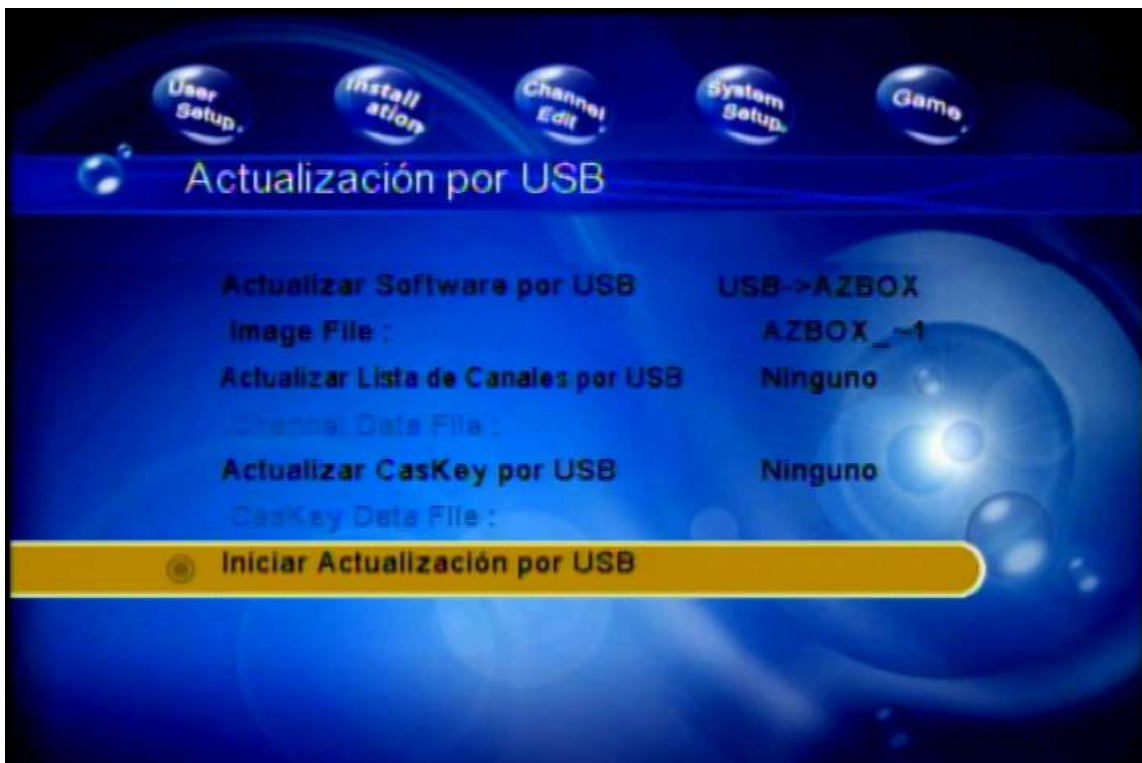 User Setup.
Installation
Channel Edit
System Setup.
Game
Actualización por USB
Actualizar Software por USB USB->AZBOX
Image File : AZBOX_~1
Actualizar Lista de Canales por USB Ninguno
Channel Data File :
Actualizar CasKey por USB Ninguno
CasKey Data File :
Iniciar Actualización por USB